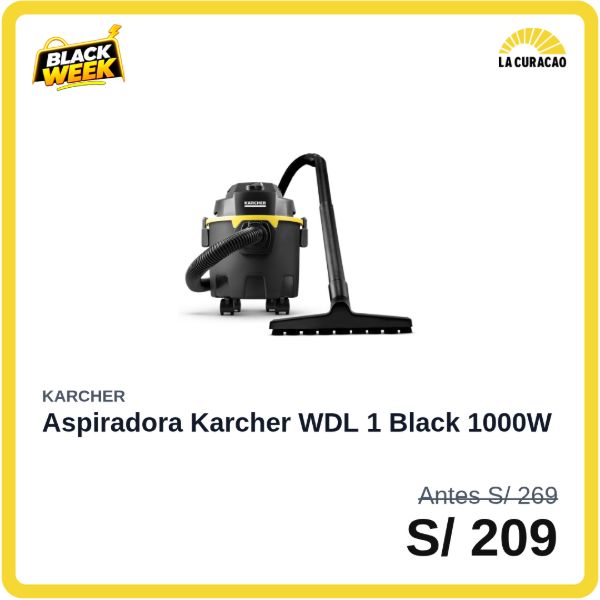 BLACK
WEEK
LA CURACAO
KARCHER
KARCHER
Aspiradora Karcher WDL 1 Black 1000W
Antes S/ 269
S/ 209